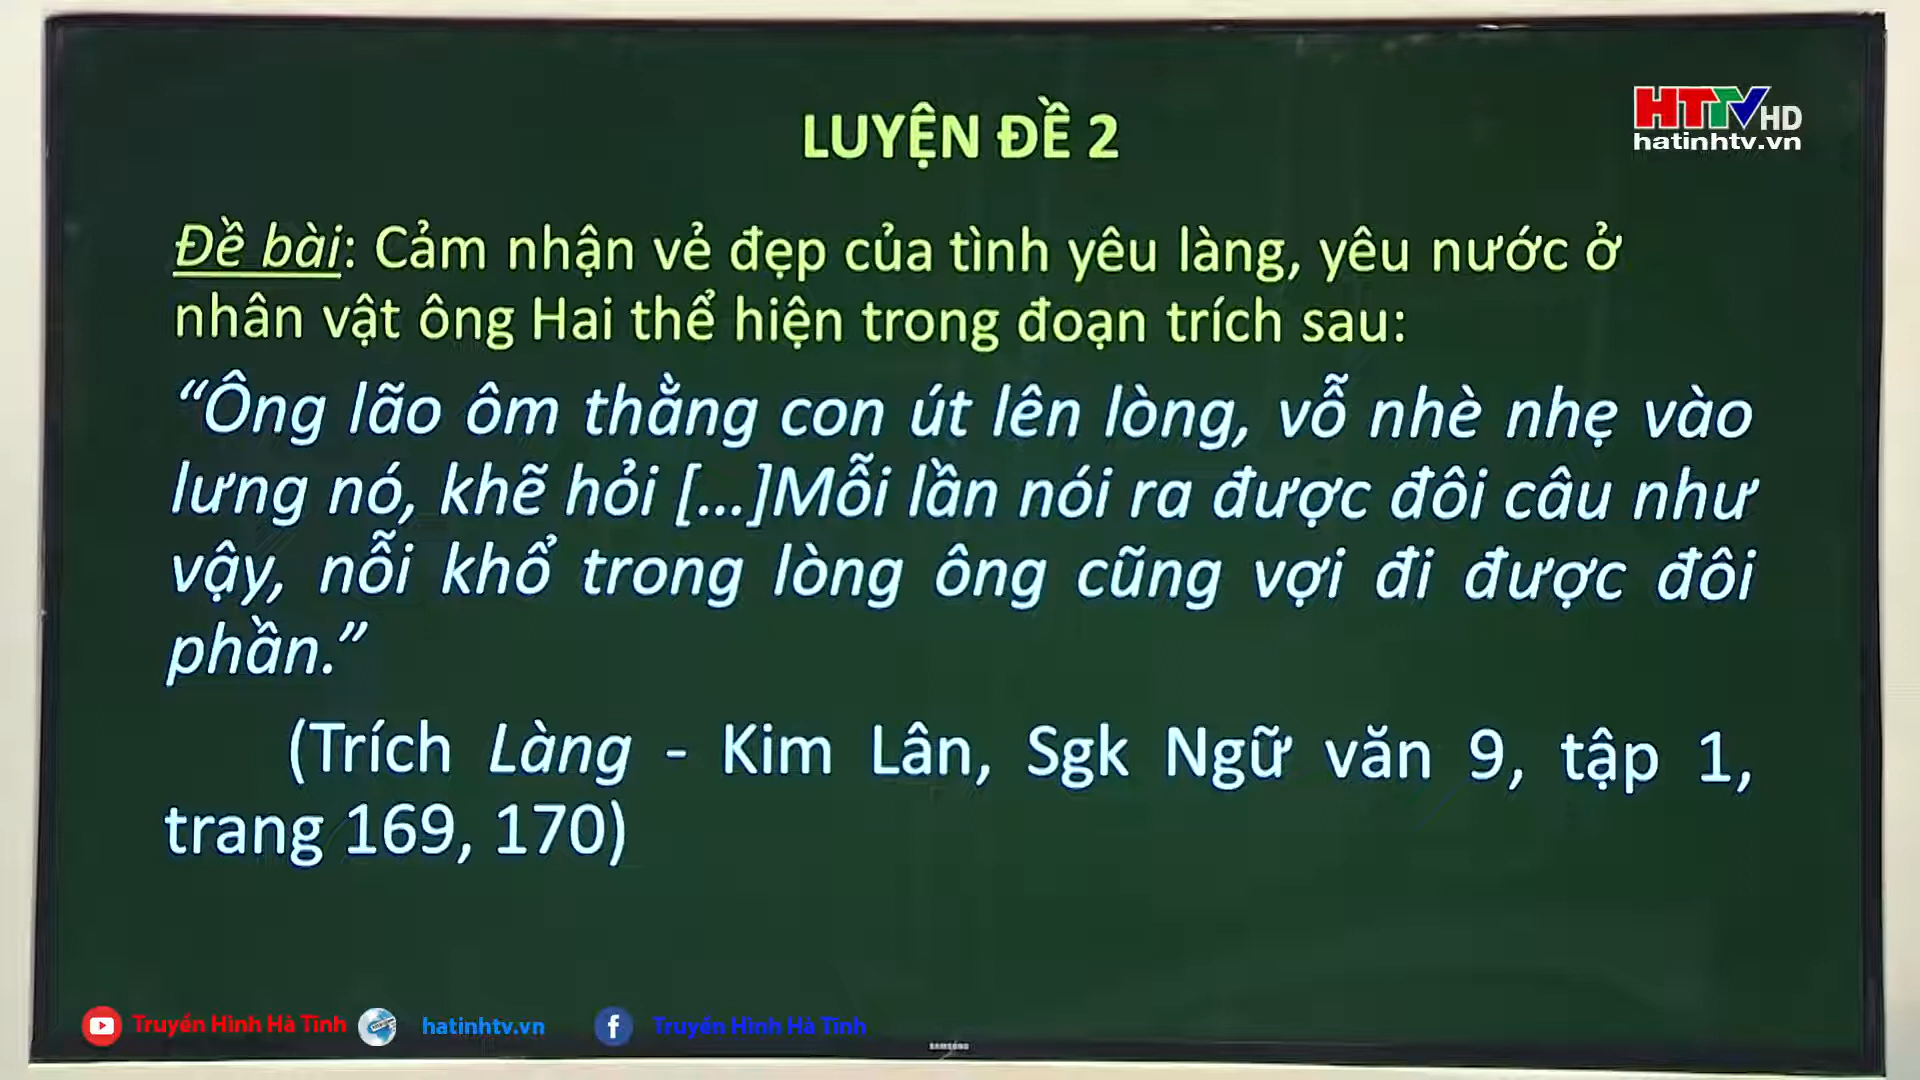 HTTV HD
hatinhtv.vn
LUYỆN ĐỀ 2
Đề bài: Cảm nhận vẻ đẹp của tình yêu làng, yêu nước ở
nhân vật ông Hai thể hiện trong đoạn trích sau:
“Ông lão ôm thằng con út lên lòng, vỗ nhè nhẹ vào
lưng nó, khẽ hỏi [...]Mỗi lần nói ra được đôi câu như
vậy, nỗi khổ trong lòng ông cũng vợi đi được đôi
phần.”
(Trích Làng - Kim Lân, Sgk Ngữ văn 9, tập 1,
trang 169, 170)
Truyền Hình Hà Tĩnh hatinhtv.vn Truyền Hình Hà Tĩnh
SAMSUNG